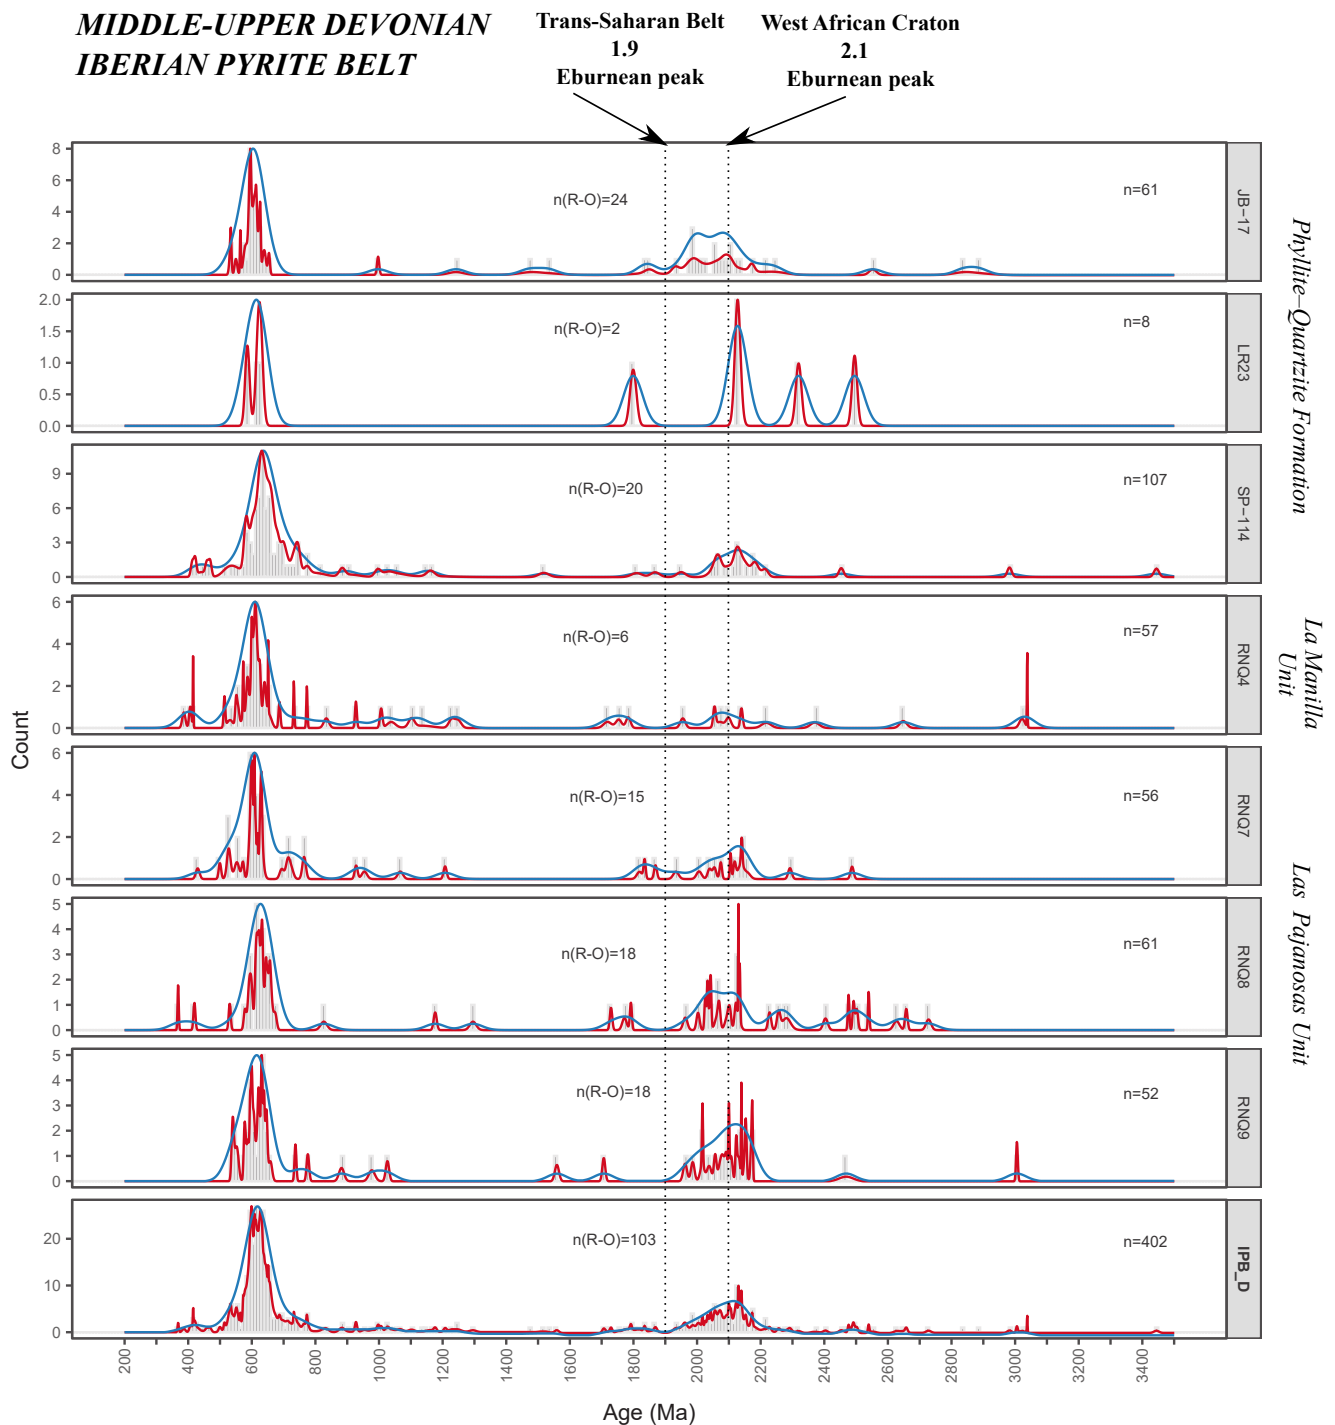 MIDDLE-UPPER DEVONIAN
IBERIAN PYRITE BELT
Trans-Saharan Belt
1.9
Eburnean peak
West African Craton
2.1
Eburnean peak
8
6
4
2
0
n(R-O)=24
n=61
JB−17
2.0
1.5
1.0
0.5
0.0
n(R-O)=2
n=8
LR23
9
6
3
0
n(R-O)=20
n=107
SP−114
6
4
2
0
n(R-O)=6
n=57
RNQ4
6
4
2
0
n(R-O)=15
n=56
RNQ7
5
4
3
2
1
0
n(R-O)=18
n=61
RNQ8
5
4
3
2
1
0
n(R-O)=18
n=52
RNQ9
20
10
0
n(R-O)=103
n=402
IPB_D
Phyllite–Quartzite Formation
La Manilla
Unit
Las Pajanosas Unit
Count
200 400 600 800 1000 1200 1400 1600 1800 2000 2200 2400 2600 2800 3000 3200 3400
Age (Ma)